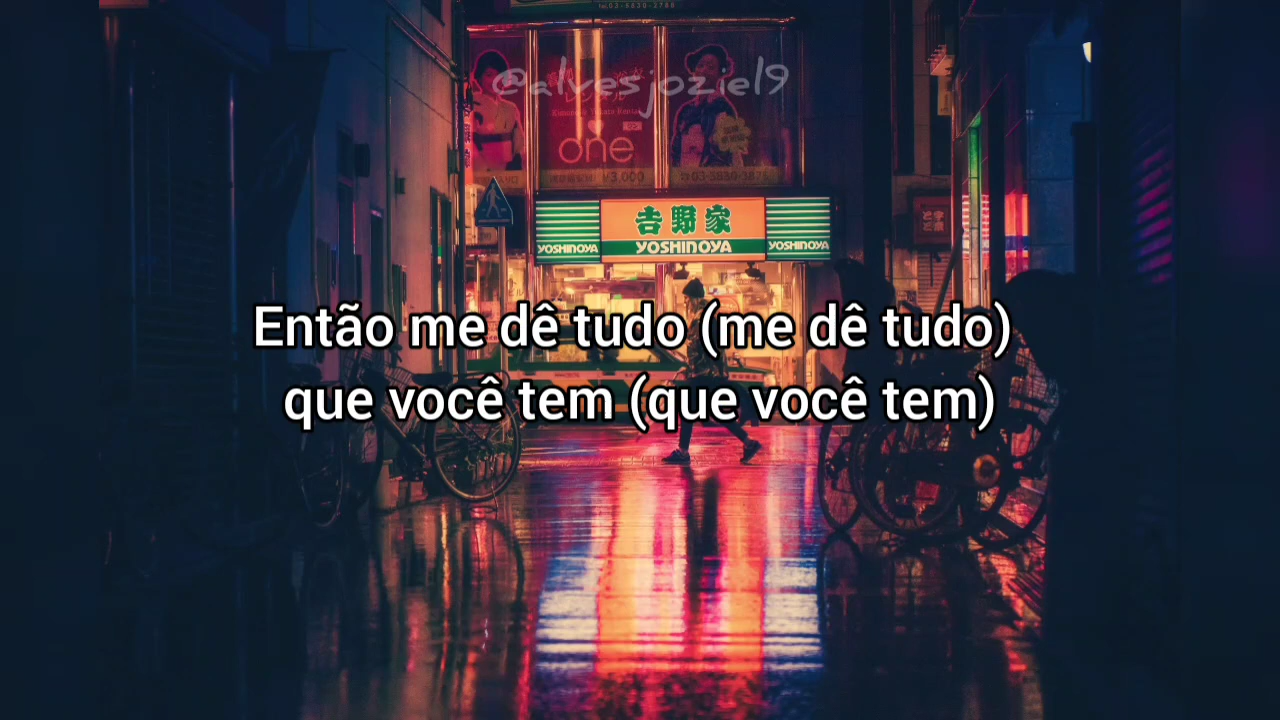 @alvesjoziel9
one
¥3,000
吉野家
YOSHINOYA
YOSHINOYA
YOSHINOYA
Então me dê tudo (me dê tudo)
que você tem (que você tem)